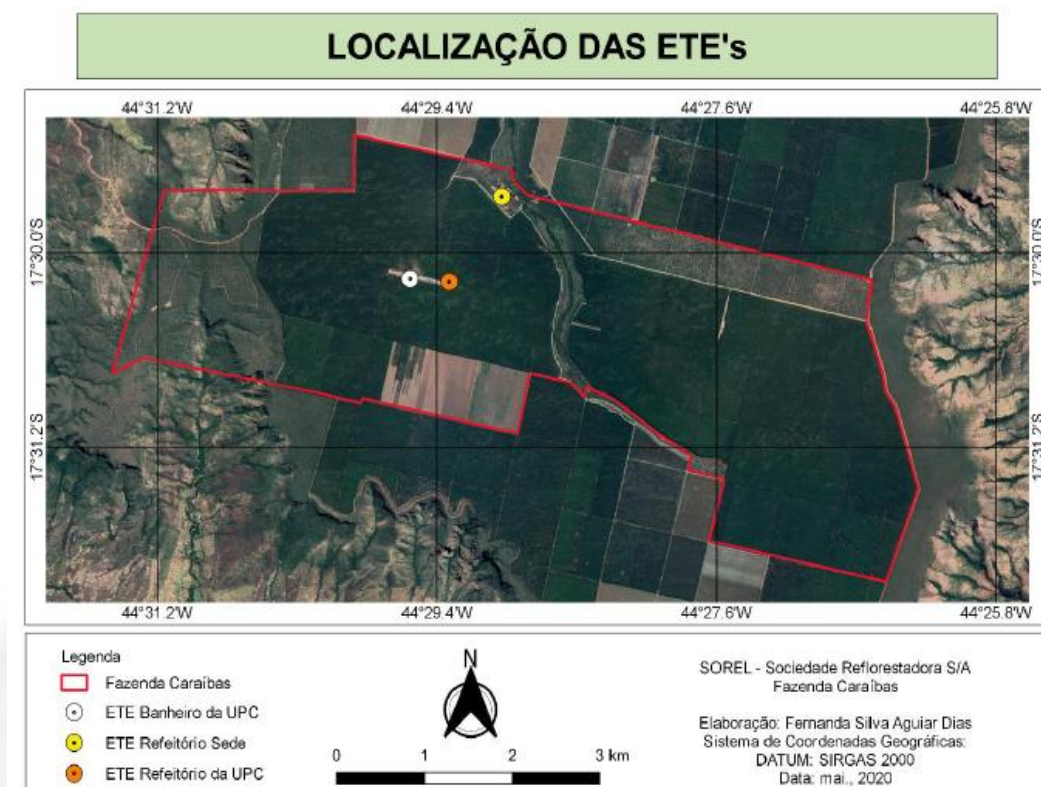 LOCALIZAÇÃO DAS ETE's
44°31.2'W 44°29.4'W 44°27.6'W 44°25.8'W
17°30.0'S 17°30.0'S
17°31.2'S 17°31.2'S
44°31.2'W 44°29.4'W 44°27.6'W 44°25.8'W
Legenda
Fazenda Caraíbas
ETE Banheiro da UPC
ETE Refeitório Sede
ETE Refeitório da UPC
N
0 1 2 3 km
SOREL - Sociedade Reflorestadora S/A
Fazenda Caraíbas
Elaboração: Fernanda Silva Aguiar Dias
Sistema de Coordenadas Geográficas:
DATUM: SIRGAS 2000
Data: mai., 2020